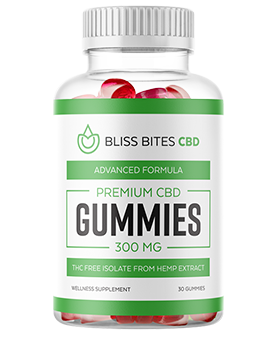 BLISS BITES CBD
ADVANCED FORMULA
PREMIUM CBD
GUMMIES
300 MG
THC FREE ISOLATE FROM HEMP EXTRACT
WELLNESS SUPPLEMENT 30 GUMMIES